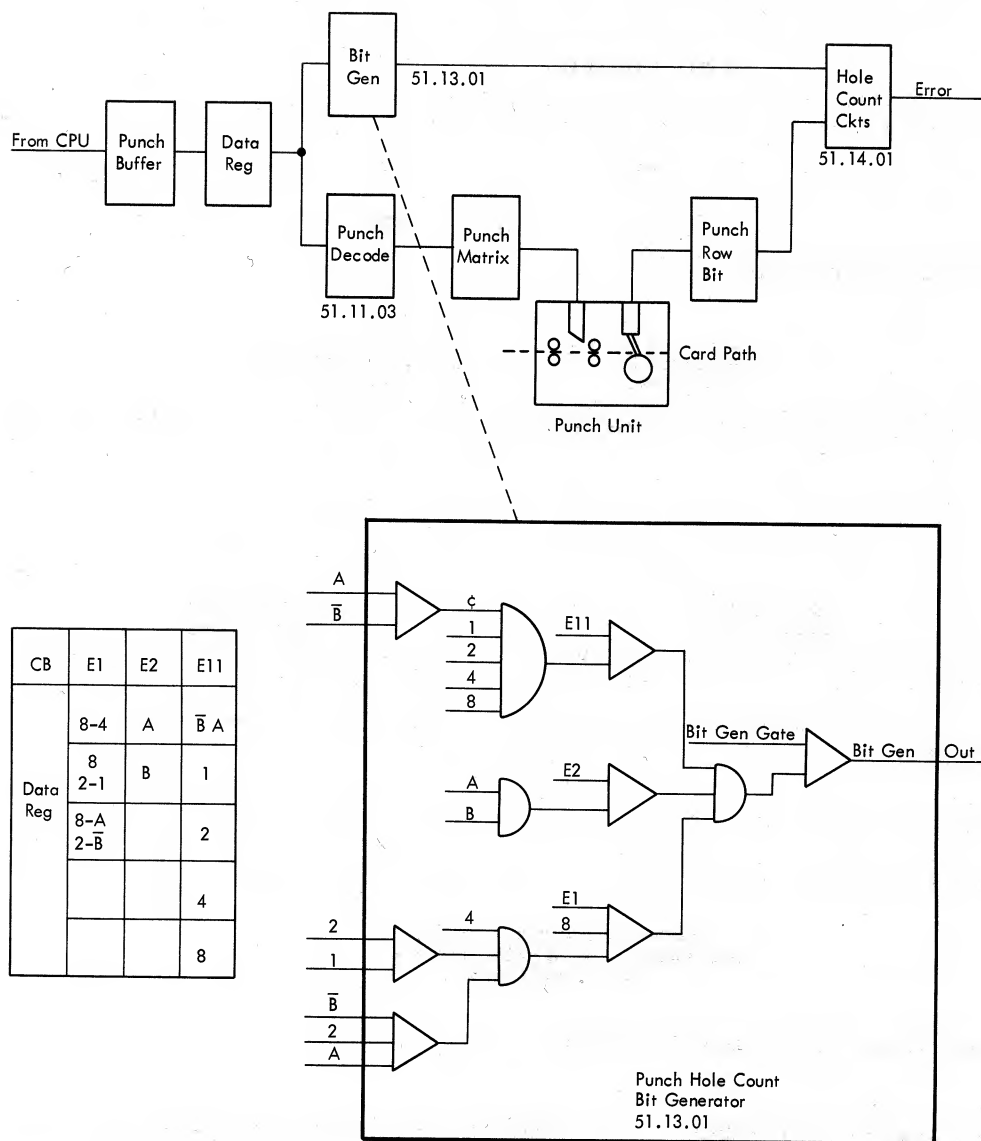 Bit
Gen
51.13.01
Hole
Count
Ckts
51.14.01
Error
From CPU
Punch
Buffer
Data
Reg
Punch
Decode
51.11.03
Punch
Matrix
Punch
Row
Bit
Card Path
Punch Unit
A
B̅
¢
1
2
4
8
E11
Bit Gen Gate
Bit Gen
Out
E2
A
B
E1
8
4
2
1
B̅
2
A
CB E1 E2 E11
Data
Reg
8-4 A B̅ A
8
2-1
B 1
8-A
2-B̅
2
4
8
Punch Hole Count
Bit Generator
51.13.01